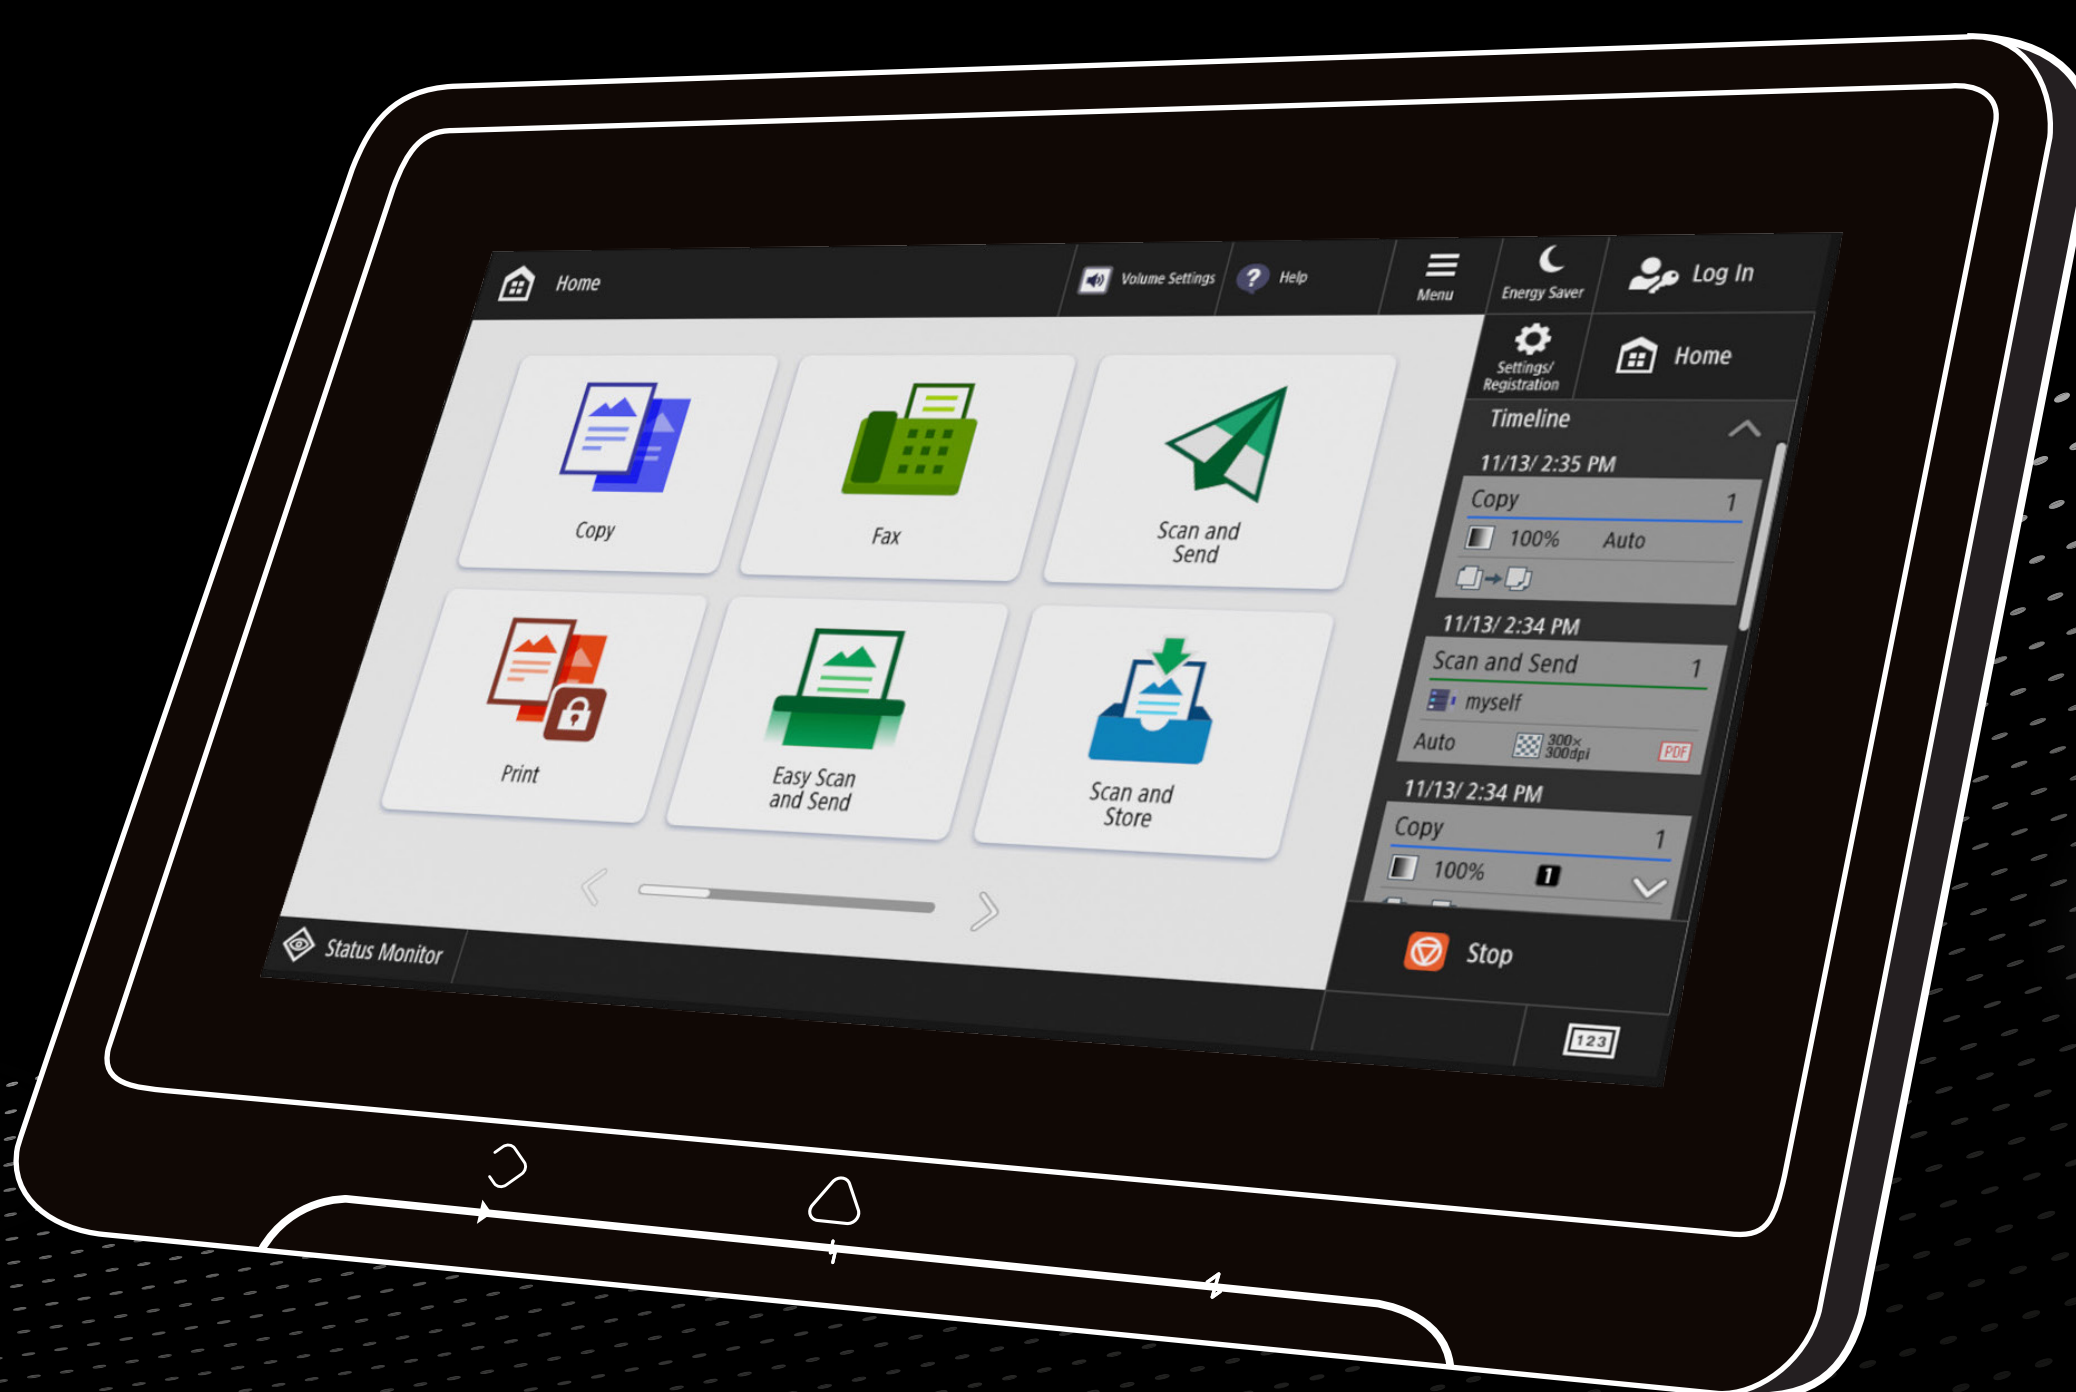 Home
Volume Settings
Help
Menu
Energy Saver
Log In
Settings/
Registration
Home
Timeline
11/13/ 2:35 PM
Copy 1
100% Auto
11/13/ 2:34 PM
Scan and Send 1
myself
Auto 300×
300dpi
PDF
11/13/ 2:34 PM
Copy 1
100% 1
Stop
123
Copy
Fax
Scan and
Send
Print
Easy Scan
and Send
Scan and
Store
Status Monitor